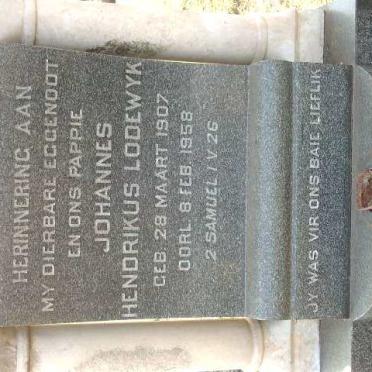 HERINNERING AAN
MY DIERBARE EGGENOOT
EN ONS PAPPIE
JOHANNES
HENDRIKUS LODEWYK
GEB. 28 MAART 1907
OORL. 8 FEB. 1958
2 SAMUEL 1 V. 26
JY WAS VIR ONS BAIE LIEFLIK